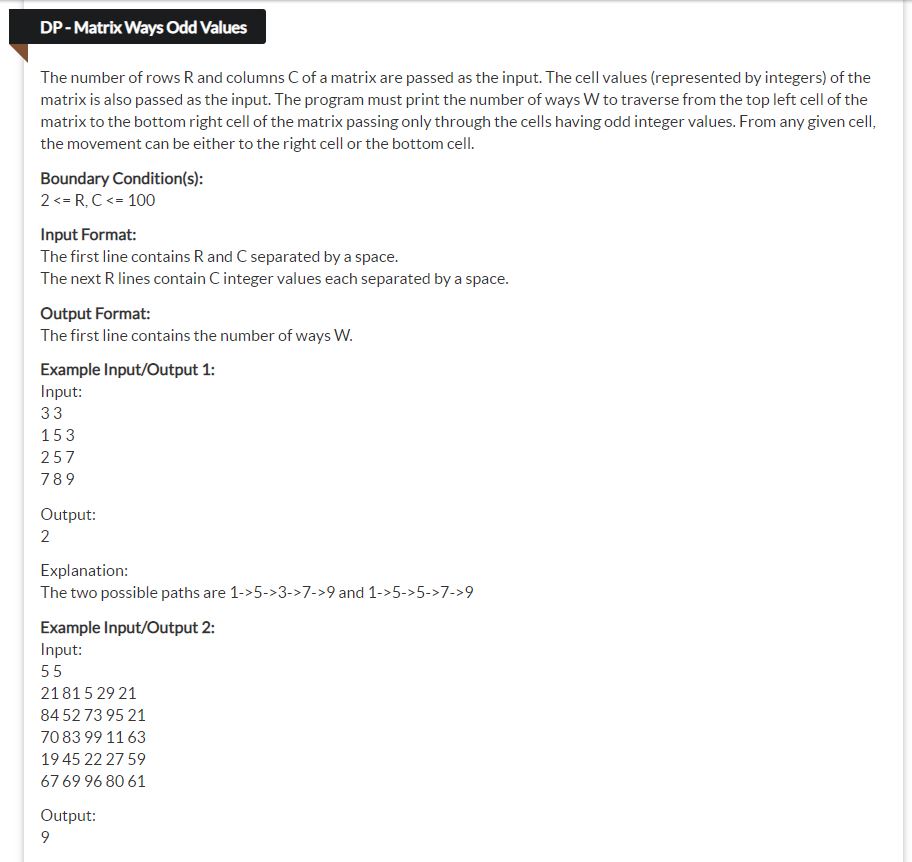 DP - Matrix Ways Odd Values
The number of rows R and columns C of a matrix are passed as the input. The cell values (represented by integers) of the
matrix is also passed as the input. The program must print the number of ways W to traverse from the top left cell of the
matrix to the bottom right cell of the matrix passing only through the cells having odd integer values. From any given cell,
the movement can be either to the right cell or the bottom cell.
Boundary Condition(s):
2 <= R, C <= 100
Input Format:
The first line contains R and C separated by a space.
The next R lines contain C integer values each separated by a space.
Output Format:
The first line contains the number of ways W.
Example Input/Output 1:
Input:
3 3
1 5 3
2 5 7
7 8 9
Output:
2
Explanation:
The two possible paths are 1->5->3->7->9 and 1->5->5->7->9
Example Input/Output 2:
Input:
5 5
21 81 5 29 21
84 52 73 95 21
70 83 99 11 63
19 45 22 27 59
67 69 96 80 61
Output:
9